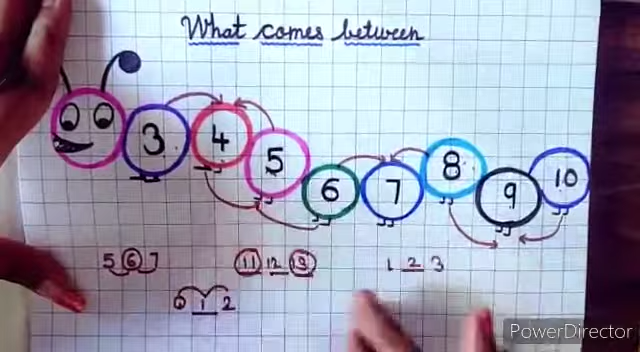 What comes between
3 4 5 6 7 8 9 10
5 6 7 11 12 13 1 2 3
0 1 2
PowerDirector